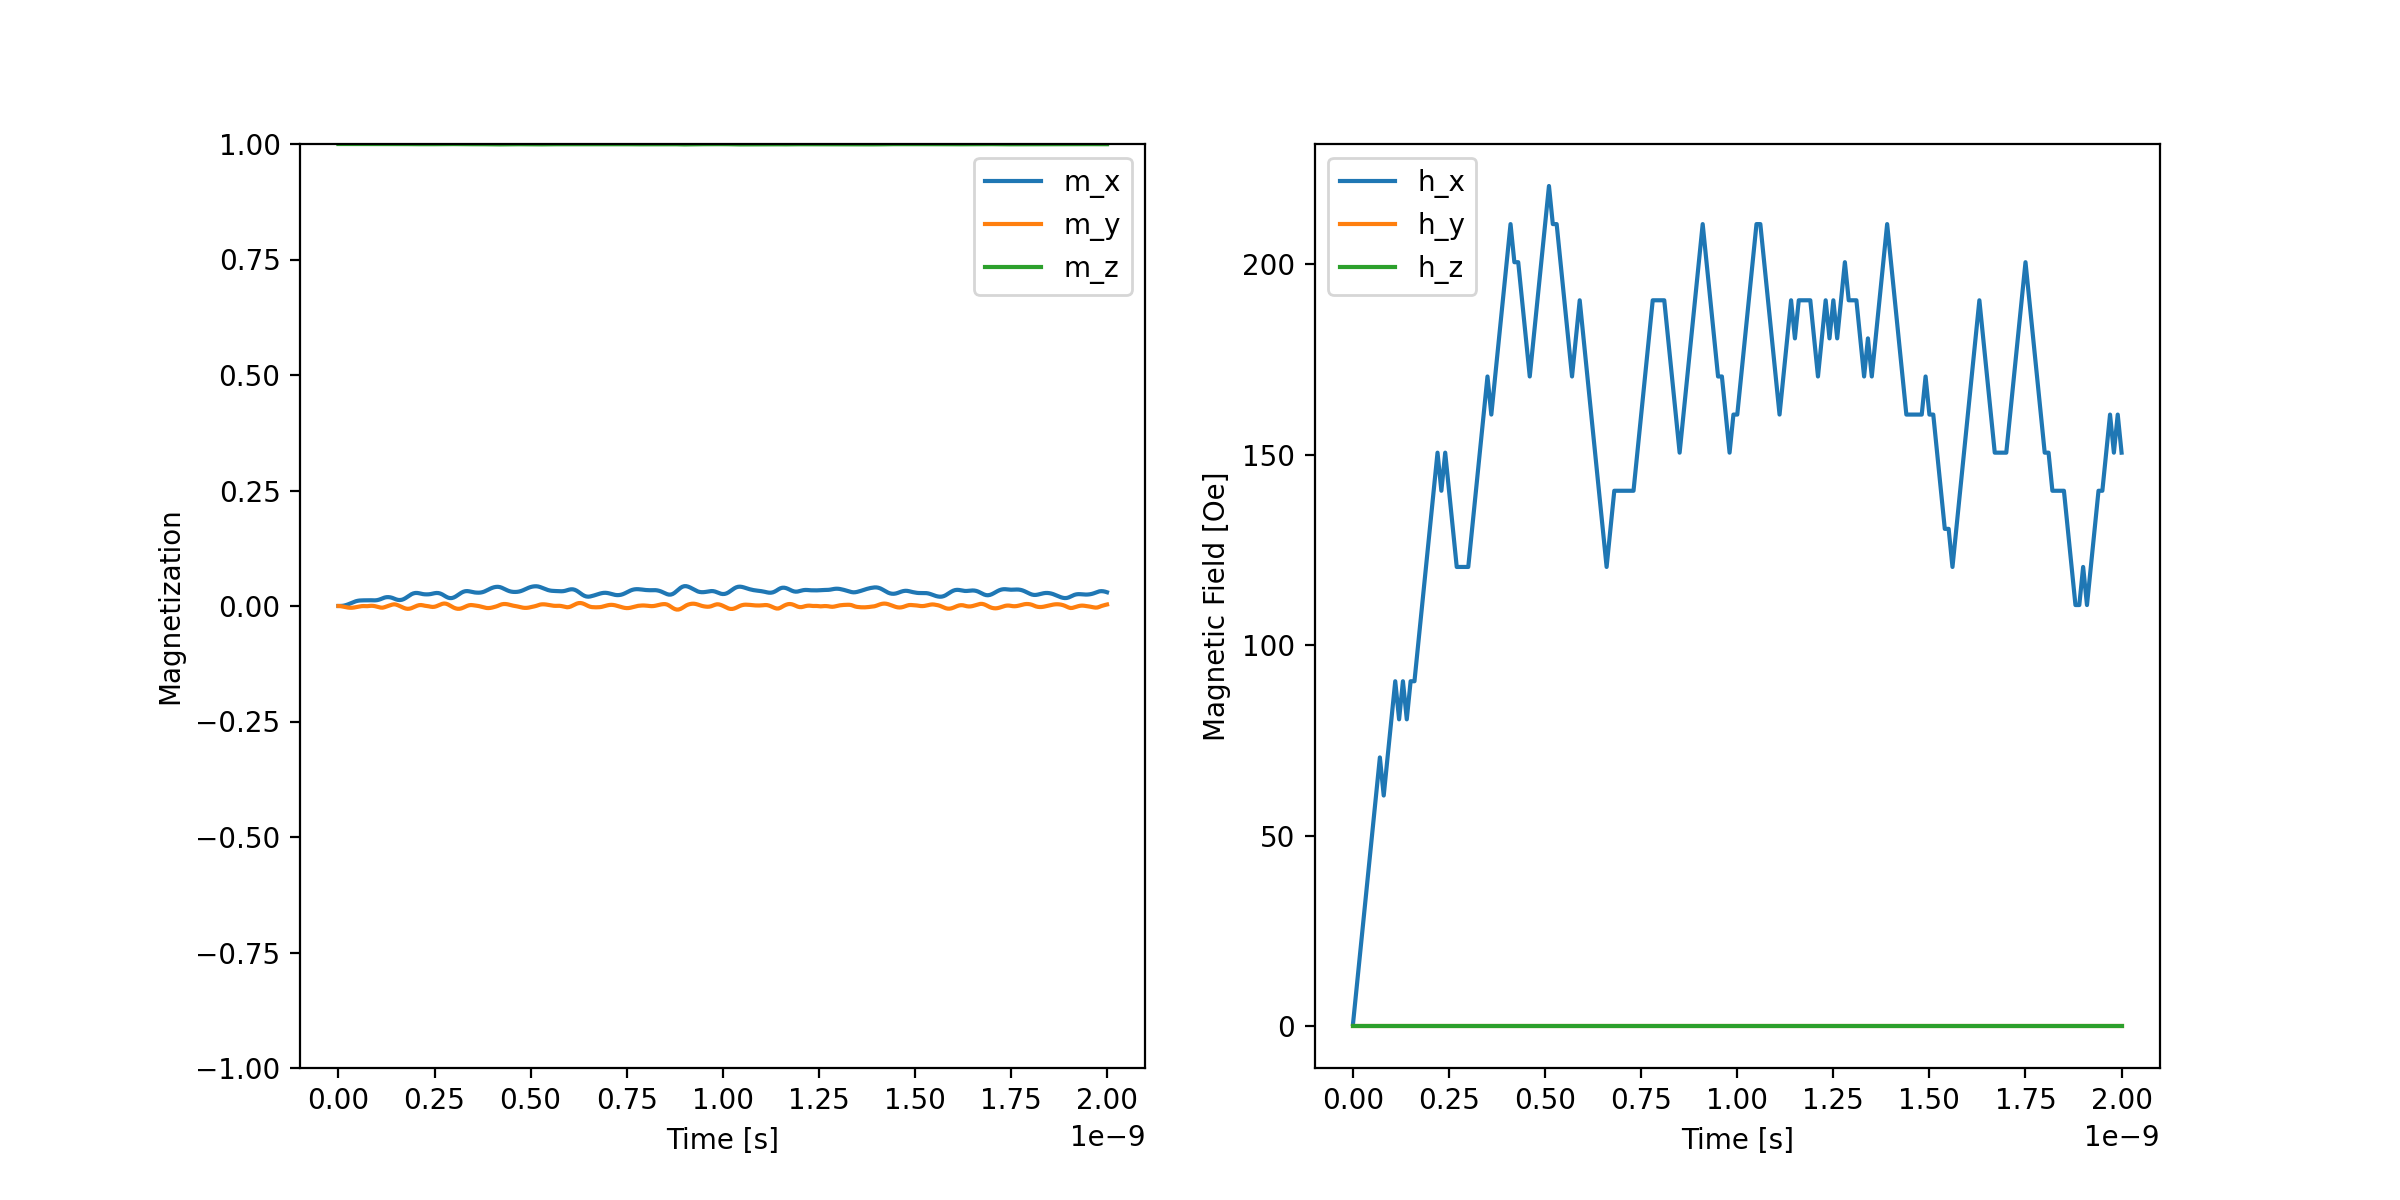 1.00
0.75
0.50
0.25
0.00
−0.25
−0.50
−0.75
−1.00
Magnetization
m_x
m_y
m_z
0.00 0.25 0.50 0.75 1.00 1.25 1.50 1.75 2.00
Time [s]
1e−9
200
150
100
50
0
Magnetic Field [Oe]
h_x
h_y
h_z
0.00 0.25 0.50 0.75 1.00 1.25 1.50 1.75 2.00
Time [s]
1e−9